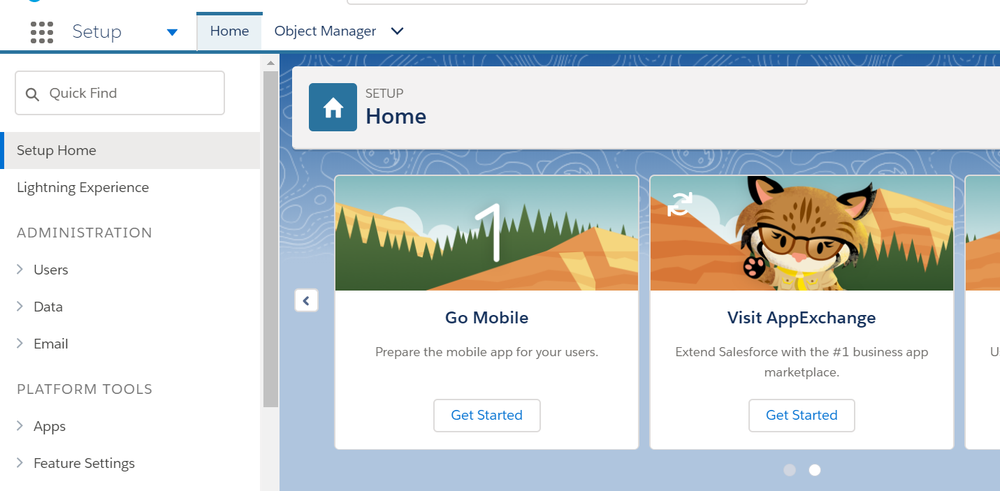 Setup
Home
Object Manager
Quick Find
Setup Home
Lightning Experience
ADMINISTRATION
Users
Data
Email
PLATFORM TOOLS
Apps
Feature Settings
SETUP
Home
1
Go Mobile
Prepare the mobile app for your users.
Get Started
Visit AppExchange
Extend Salesforce with the #1 business app
marketplace.
Get Started